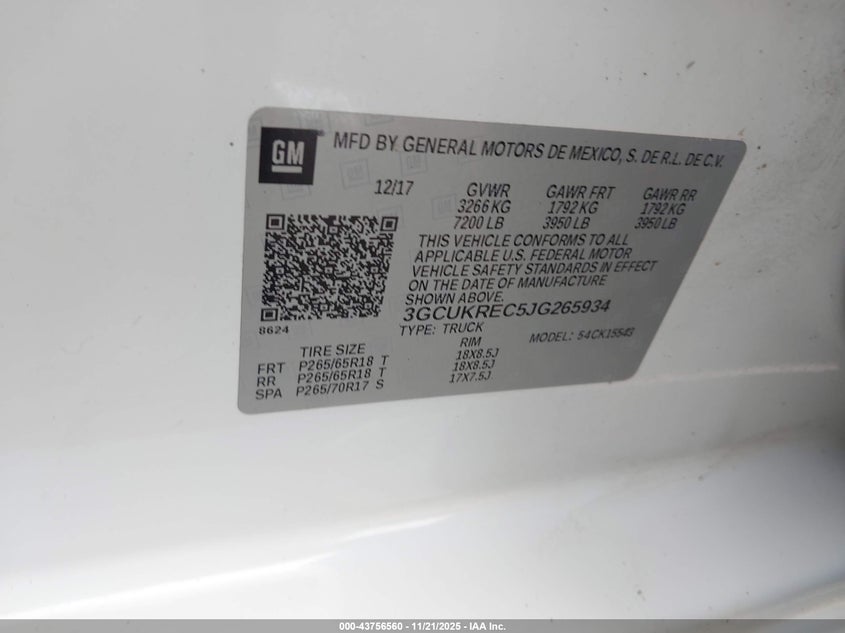 GM
MFD BY GENERAL MOTORS DE MEXICO, S. DE R.L. DE C.V.
12/17 GVWR GAWR FRT GAWR RR
3266 KG 1792 KG 1792 KG
7200 LB 3950 LB 3950 LB
THIS VEHICLE CONFORMS TO ALL
APPLICABLE U.S. FEDERAL MOTOR
VEHICLE SAFETY STANDARDS IN EFFECT
ON THE DATE OF MANUFACTURE
SHOWN ABOVE.
3GCUKREC5JG265934
8624
TYPE: TRUCK MODEL: 54CK15543
TIRE SIZE RIM
FRT P265/65R18 T 18X8.5J
RR P265/65R18 T 18X8.5J
SPA P265/70R17 S 17X7.5J
000-43756560 — 11/21/2025 — IAA Inc.